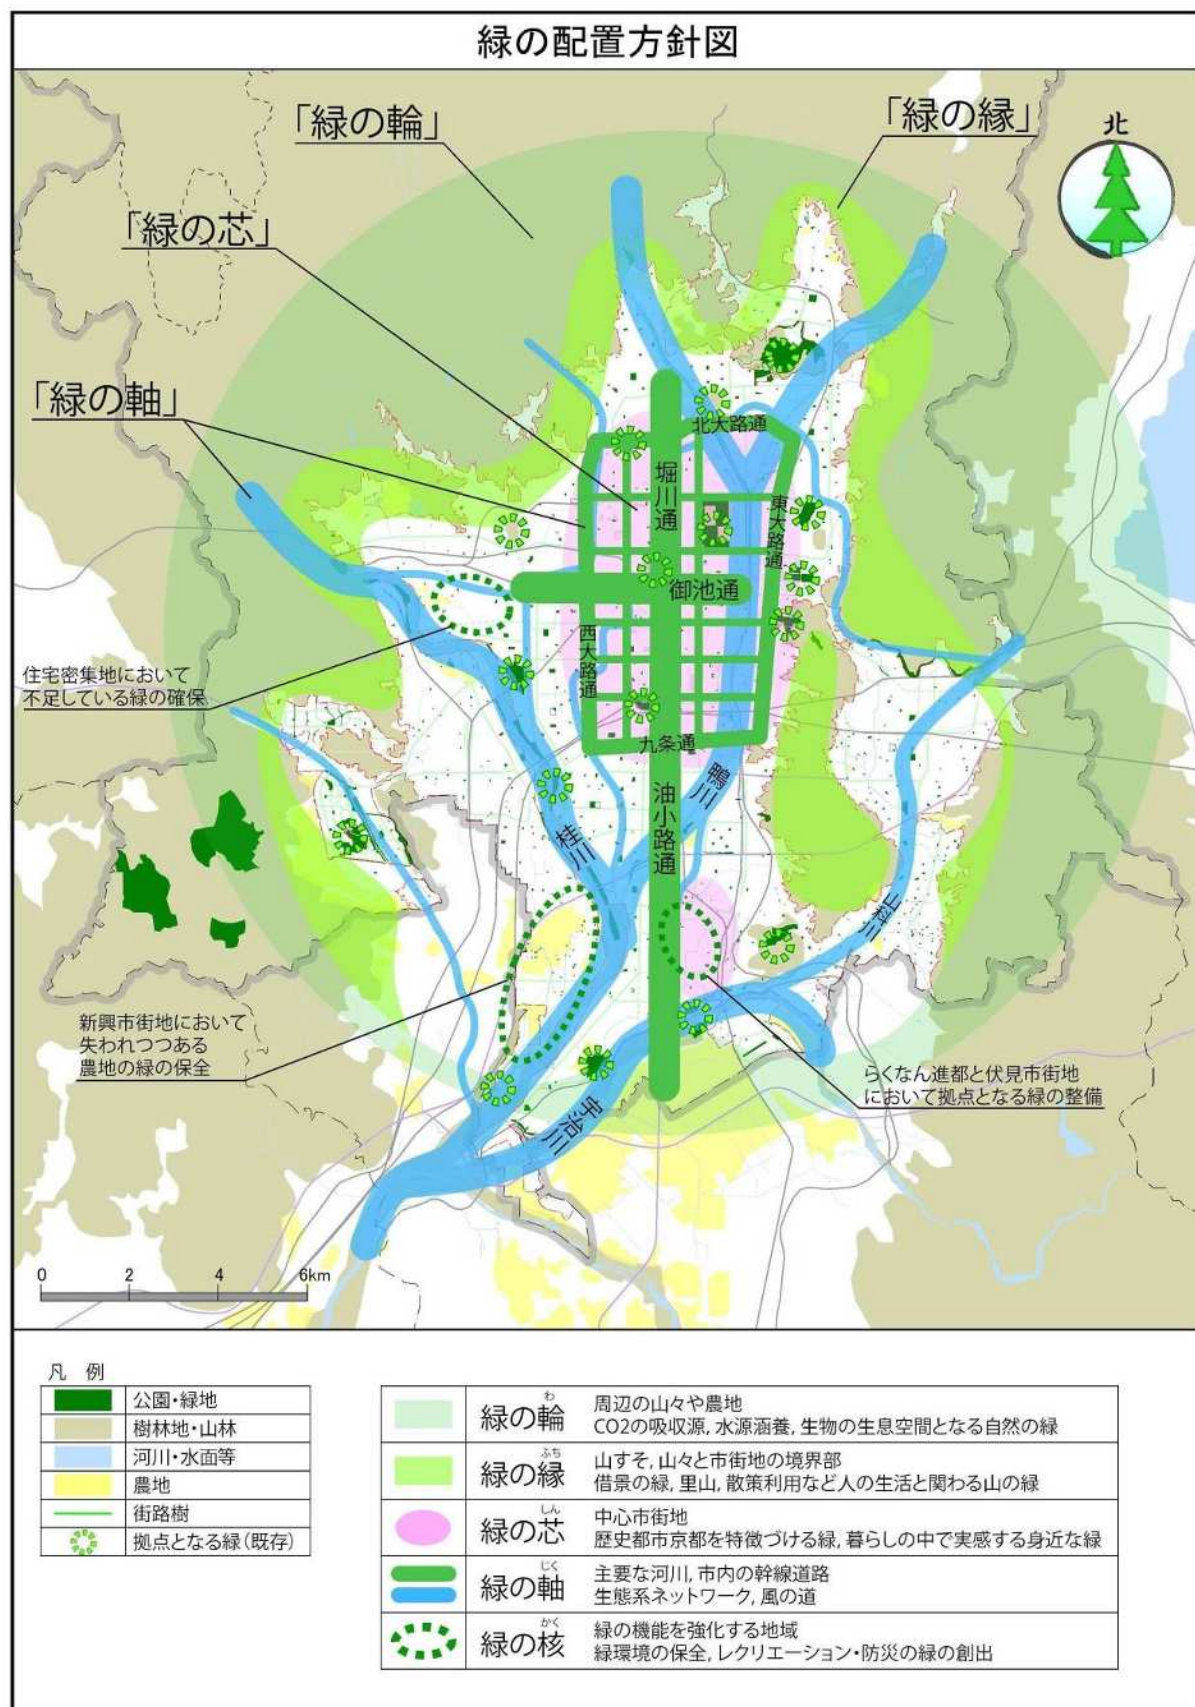 緑の配置方針図
「緑の輪」
「緑の縁」
北
「緑の芯」
「緑の軸」
北大路通
堀川通
東大路通
御池通
西大路通
住宅密集地において
不足している緑の確保
九条通
鴨川
油小路通
桂川
山科川
新興市街地において
失われつつある
農地の緑の保全
らくなん進都と伏見市街地
において拠点となる緑の整備
宇治川
0 2 4 6km
凡 例
公園・緑地
樹林地・山林
河川・水面等
農地
街路樹
拠点となる緑(既存)
わ
緑の輪
周辺の山々や農地
CO2の吸収源, 水源涵養, 生物の生息空間となる自然の緑
ふち
緑の縁
山すそ, 山々と市街地の境界部
借景の緑, 里山, 散策利用など人の生活と関わる山の緑
しん
緑の芯
中心市街地
歴史都市京都を特徴づける緑, 暮らしの中で実感する身近な緑
じく
緑の軸
主要な河川, 市内の幹線道路
生態系ネットワーク, 風の道
かく
緑の核
緑の機能を強化する地域
緑環境の保全, レクリエーション・防災の緑の創出